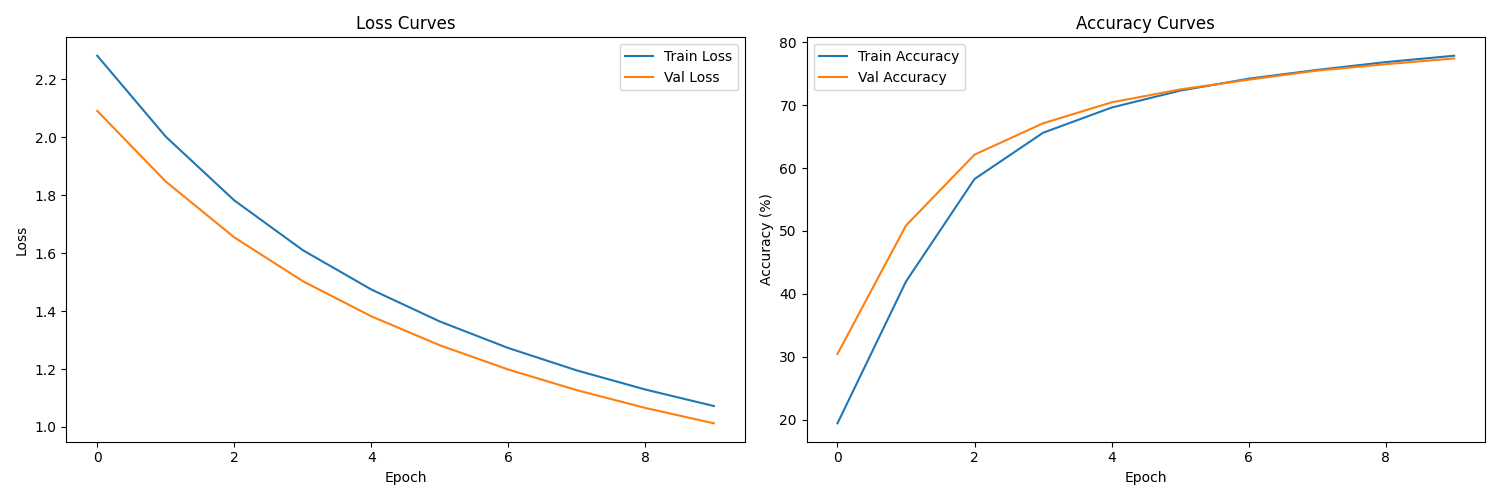 Loss Curves
Train Loss
Val Loss
2.2
2.0
1.8
1.6
1.4
1.2
1.0
Loss
0 2 4 6 8
Epoch
Accuracy Curves
Train Accuracy
Val Accuracy
80
70
60
50
40
30
20
Accuracy (%)
0 2 4 6 8
Epoch